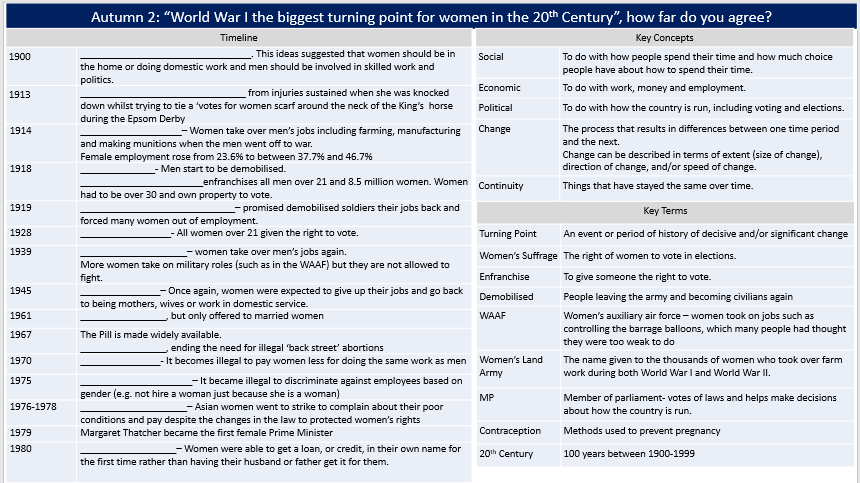 Autumn 2: “World War I the biggest turning point for women in the 20th Century”, how far do you agree?
Timeline
1900
____________________________. This ideas suggested that women should be in
the home or doing domestic work and men should be involved in skilled work and
politics.
1913
___________________________ from injuries sustained when she was knocked
down whilst trying to tie a ‘votes for women scarf around the neck of the King’s horse
during the Epsom Derby
1914
_________________– Women take over men’s jobs including farming, manufacturing
and making munitions when the men went off to war.
Female employment rose from 23.6% to between 37.7% and 46.7%
1918
_____________- Men start to be demobilised.
____________________enfranchises all men over 21 and 8.5 million women. Women
had to be over 30 and own property to vote.
1919
__________________________– promised demobilised soldiers their jobs back and
forced many women out of employment.
1928
_______________- All women over 21 given the right to vote.
1939
__________________– women take over men’s jobs again.
More women take on military roles (such as in the WAAF) but they are not allowed to
fight.
1945
______________– Once again, women were expected to give up their jobs and go back
to being mothers, wives or work in domestic service.
1961
______________, but only offered to married women
1967
The Pill is made widely available.
______________, ending the need for illegal ‘back street’ abortions
1970
_____________- It becomes illegal to pay women less for doing the same work as men
1975
___________________– It became illegal to discriminate against employees based on
gender (e.g. not hire a woman just because she is a woman)
1976-1978
__________________– Asian women went to strike to complain about their poor
conditions and pay despite the changes in the law to protected women’s rights
1979
Margaret Thatcher became the first female Prime Minister
1980
_________________– Women were able to get a loan, or credit, in their own name for
the first time rather than having their husband or father get it for them.
Key Concepts
Social
To do with how people spend their time and how much choice
people have about how to spend their time.
Economic
To do with work, money and employment.
Political
To do with how the country is run, including voting and elections.
Change
The process that results in differences between one time period
and the next.
Change can be described in terms of extent (size of change),
direction of change, and/or speed of change.
Continuity
Things that have stayed the same over time.
Key Terms
Turning Point
An event or period of history of decisive and/or significant change
Women’s Suffrage
The right of women to vote in elections.
Enfranchise
To give someone the right to vote.
Demobilised
People leaving the army and becoming civilians again
WAAF
Women’s auxiliary air force – women took on jobs such as
controlling the barrage balloons, which many people had thought
they were too weak to do
Women’s Land
Army
The name given to the thousands of women who took over farm
work during both World War I and World War II.
MP
Member of parliament- votes of laws and helps make decisions
about how the country is run.
Contraception
Methods used to prevent pregnancy
20th Century
100 years between 1900-1999